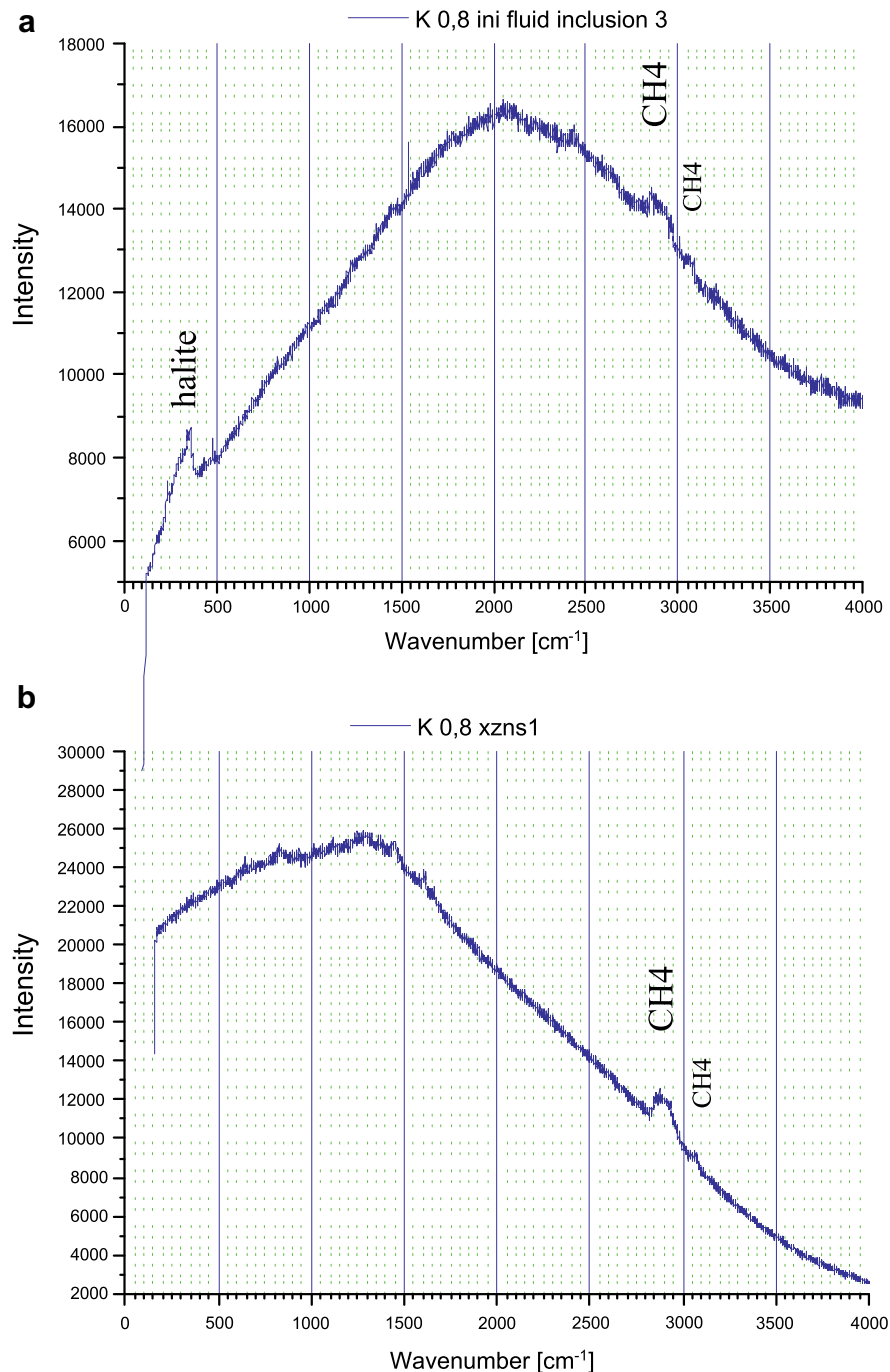 a
K 0,8 ini fluid inclusion 3
18000
16000
14000
12000
10000
8000
6000
Intensity
halite
CH4
CH4
0 500 1000 1500 2000 2500 3000 3500 4000
Wavenumber [cm-1]
b
K 0,8 xzns1
30000
28000
26000
24000
22000
20000
18000
16000
14000
12000
10000
8000
6000
4000
2000
Intensity
CH4
CH4
0 500 1000 1500 2000 2500 3000 3500 4000
Wavenumber [cm-1]